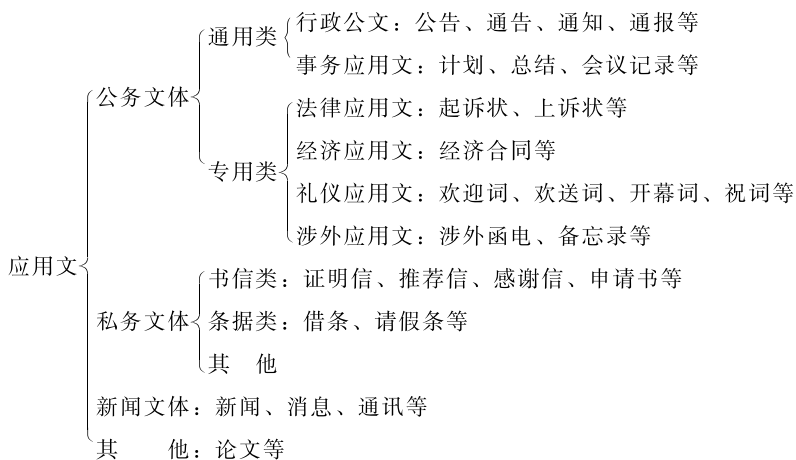 通用类
行政公文：公告、通告、通知、通报等
事务应用文：计划、总结、会议记录等
公务文体
法律应用文：起诉状、上诉状等
经济应用文：经济合同等
专用类
礼仪应用文：欢迎词、欢送词、开幕词、祝词等
涉外应用文：涉外函电、备忘录等
应用文
书信类：证明信、推荐信、感谢信、申请书等
私务文体
条据类：借条、请假条等
其　他
新闻文体：新闻、消息、通讯等
其　　他：论文等